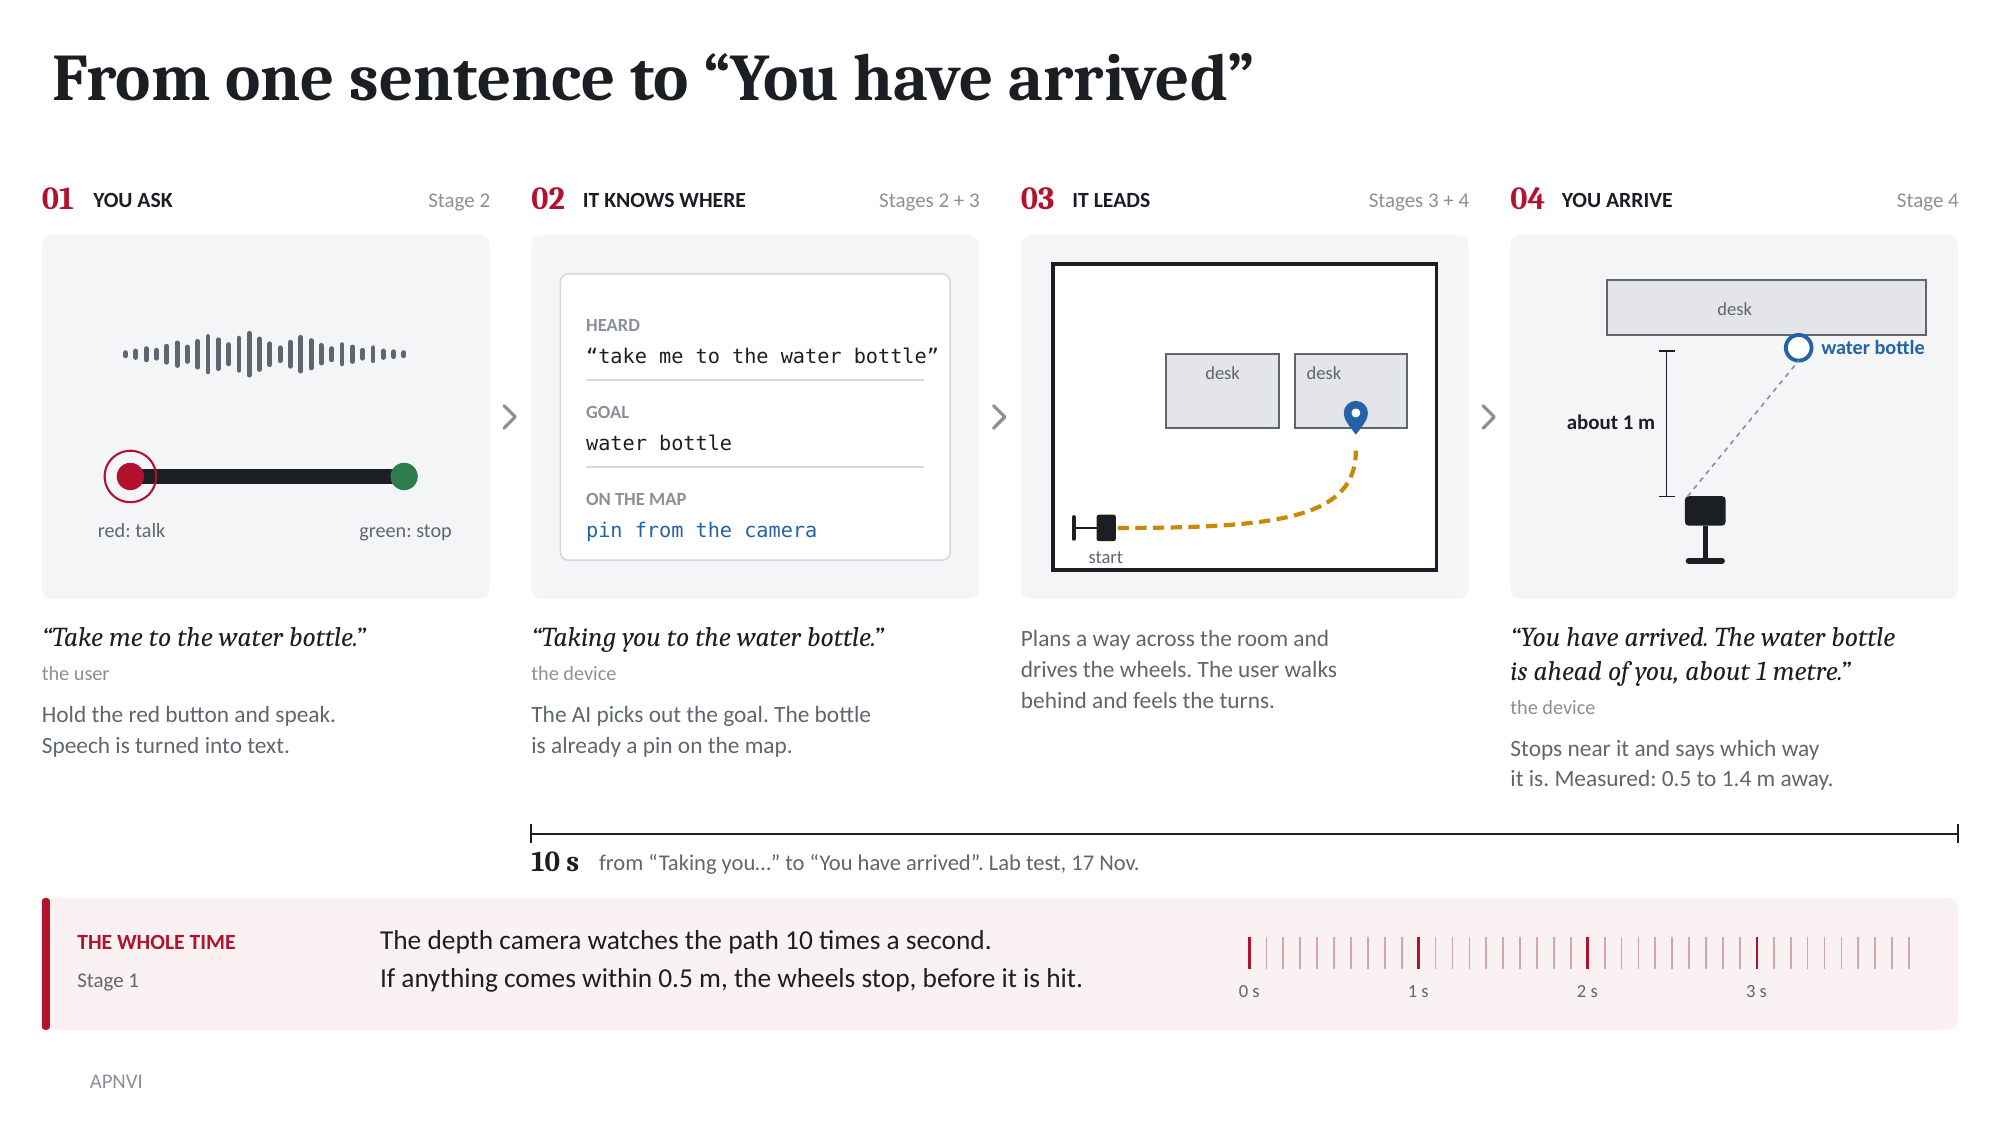 From one sentence to “You have arrived”
01 YOU ASK Stage 2
red: talk
green: stop
“Take me to the water bottle.”
the user
Hold the red button and speak.
Speech is turned into text.
02 IT KNOWS WHERE Stages 2 + 3
HEARD
“take me to the water bottle”
GOAL
water bottle
ON THE MAP
pin from the camera
“Taking you to the water bottle.”
the device
The AI picks out the goal. The bottle
is already a pin on the map.
03 IT LEADS Stages 3 + 4
desk
desk
start
Plans a way across the room and
drives the wheels. The user walks
behind and feels the turns.
04 YOU ARRIVE Stage 4
desk
water bottle
about 1 m
“You have arrived. The water bottle
is ahead of you, about 1 metre.”
the device
Stops near it and says which way
it is. Measured: 0.5 to 1.4 m away.
10 s from “Taking you…” to “You have arrived”. Lab test, 17 Nov.
THE WHOLE TIME
Stage 1
The depth camera watches the path 10 times a second.
If anything comes within 0.5 m, the wheels stop, before it is hit.
0 s 1 s 2 s 3 s
APNVI